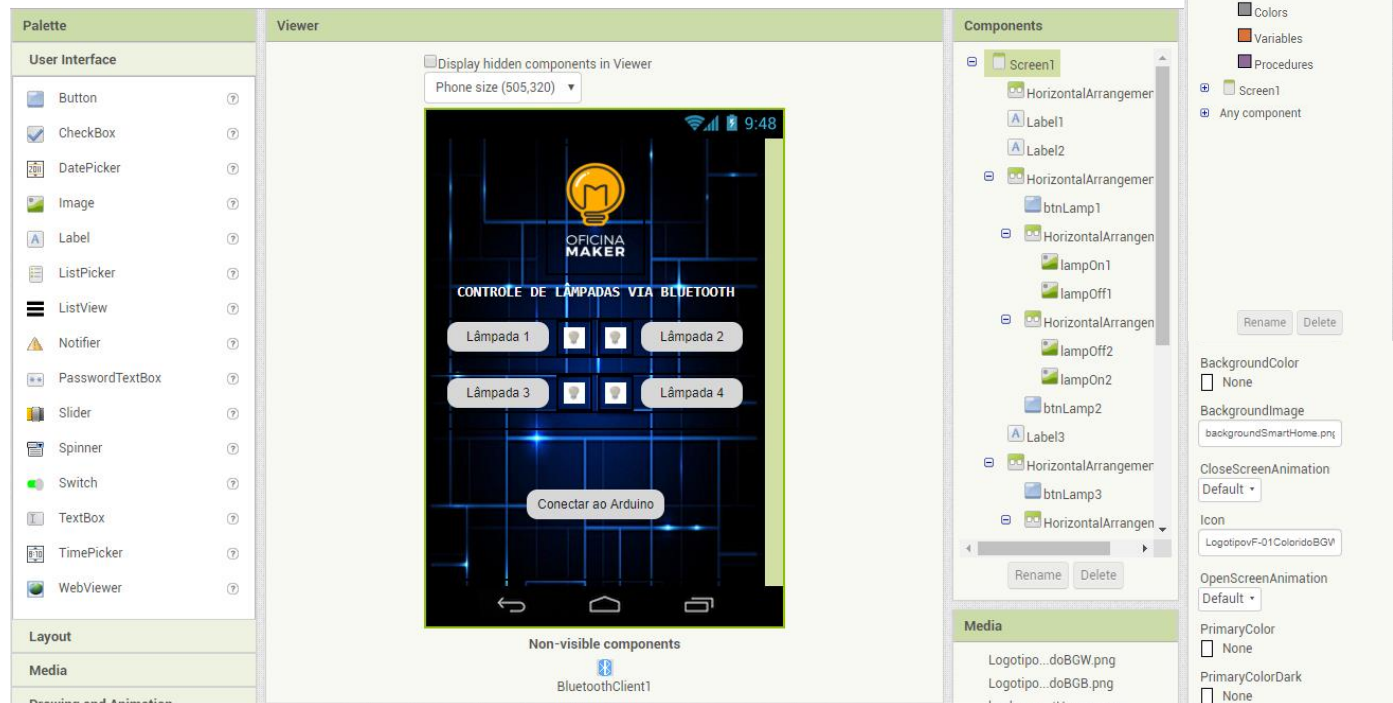 Palette
User Interface
Button
CheckBox
DatePicker
Image
Label
ListPicker
ListView
Notifier
PasswordTextBox
Slider
Spinner
Switch
TextBox
TimePicker
WebViewer
Layout
Media
Drawing and Animation
Viewer
Display hidden components in Viewer
Phone size (505,320)
9:48
OFICINA
MAKER
CONTROLE DE LÂMPADAS VIA BLUETOOTH
Lâmpada 1
Lâmpada 2
Lâmpada 3
Lâmpada 4
Conectar ao Arduino
Non-visible components
BluetoothClient1
Components
Screen1
HorizontalArrangemer
Label1
Label2
HorizontalArrangemer
btnLamp1
HorizontalArrangen
lampOn1
lampOff1
HorizontalArrangen
lampOff2
lampOn2
btnLamp2
Label3
HorizontalArrangemer
btnLamp3
HorizontalArrangen
Rename
Delete
Media
Logotipo...doBGW.png
Logotipo...doBGB.png
Colors
Variables
Procedures
Screen1
Any component
Rename
Delete
BackgroundColor
None
BackgroundImage
backgroundSmartHome.png
CloseScreenAnimation
Default
Icon
LogotipovF-01ColoridoBGW
OpenScreenAnimation
Default
PrimaryColor
None
PrimaryColorDark
None